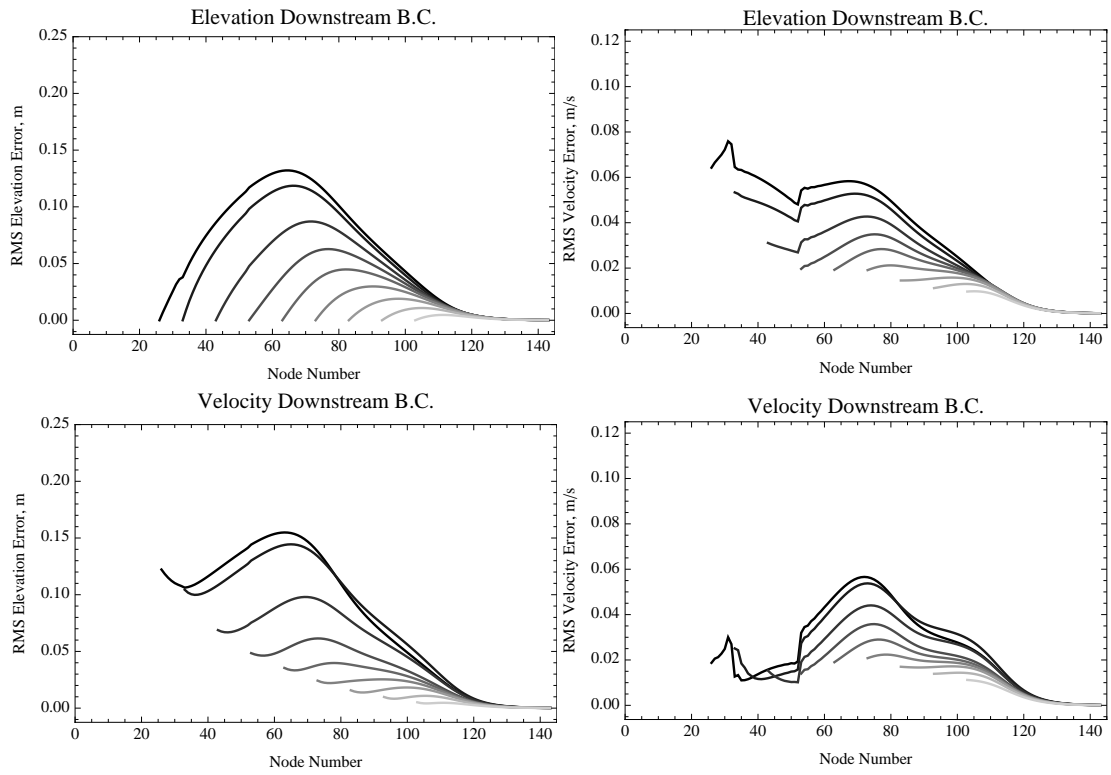 Elevation Downstream B.C.
RMS Elevation Error, m
0.25
0.20
0.15
0.10
0.05
0.00
0 20 40 60 80 100 120 140
Node Number
Elevation Downstream B.C.
RMS Velocity Error, m/s
0.12
0.10
0.08
0.06
0.04
0.02
0.00
0 20 40 60 80 100 120 140
Node Number
Velocity Downstream B.C.
RMS Elevation Error, m
0.25
0.20
0.15
0.10
0.05
0.00
0 20 40 60 80 100 120 140
Node Number
Velocity Downstream B.C.
RMS Velocity Error, m/s
0.12
0.10
0.08
0.06
0.04
0.02
0.00
0 20 40 60 80 100 120 140
Node Number